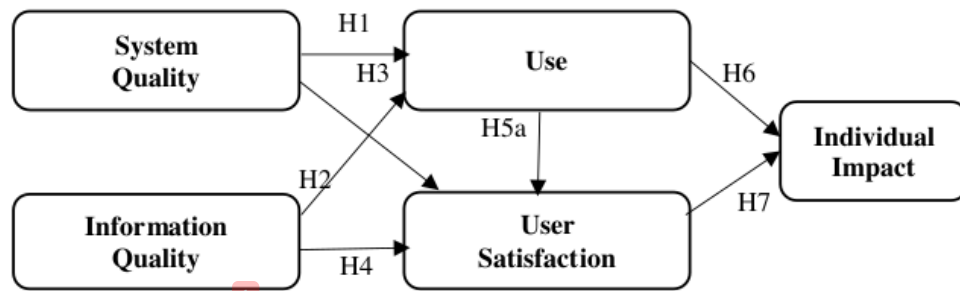 H1
System
Quality
Use
H3
H6
H5a
Individual
Impact
H2
H7
Information
Quality
User
Satisfaction
H4